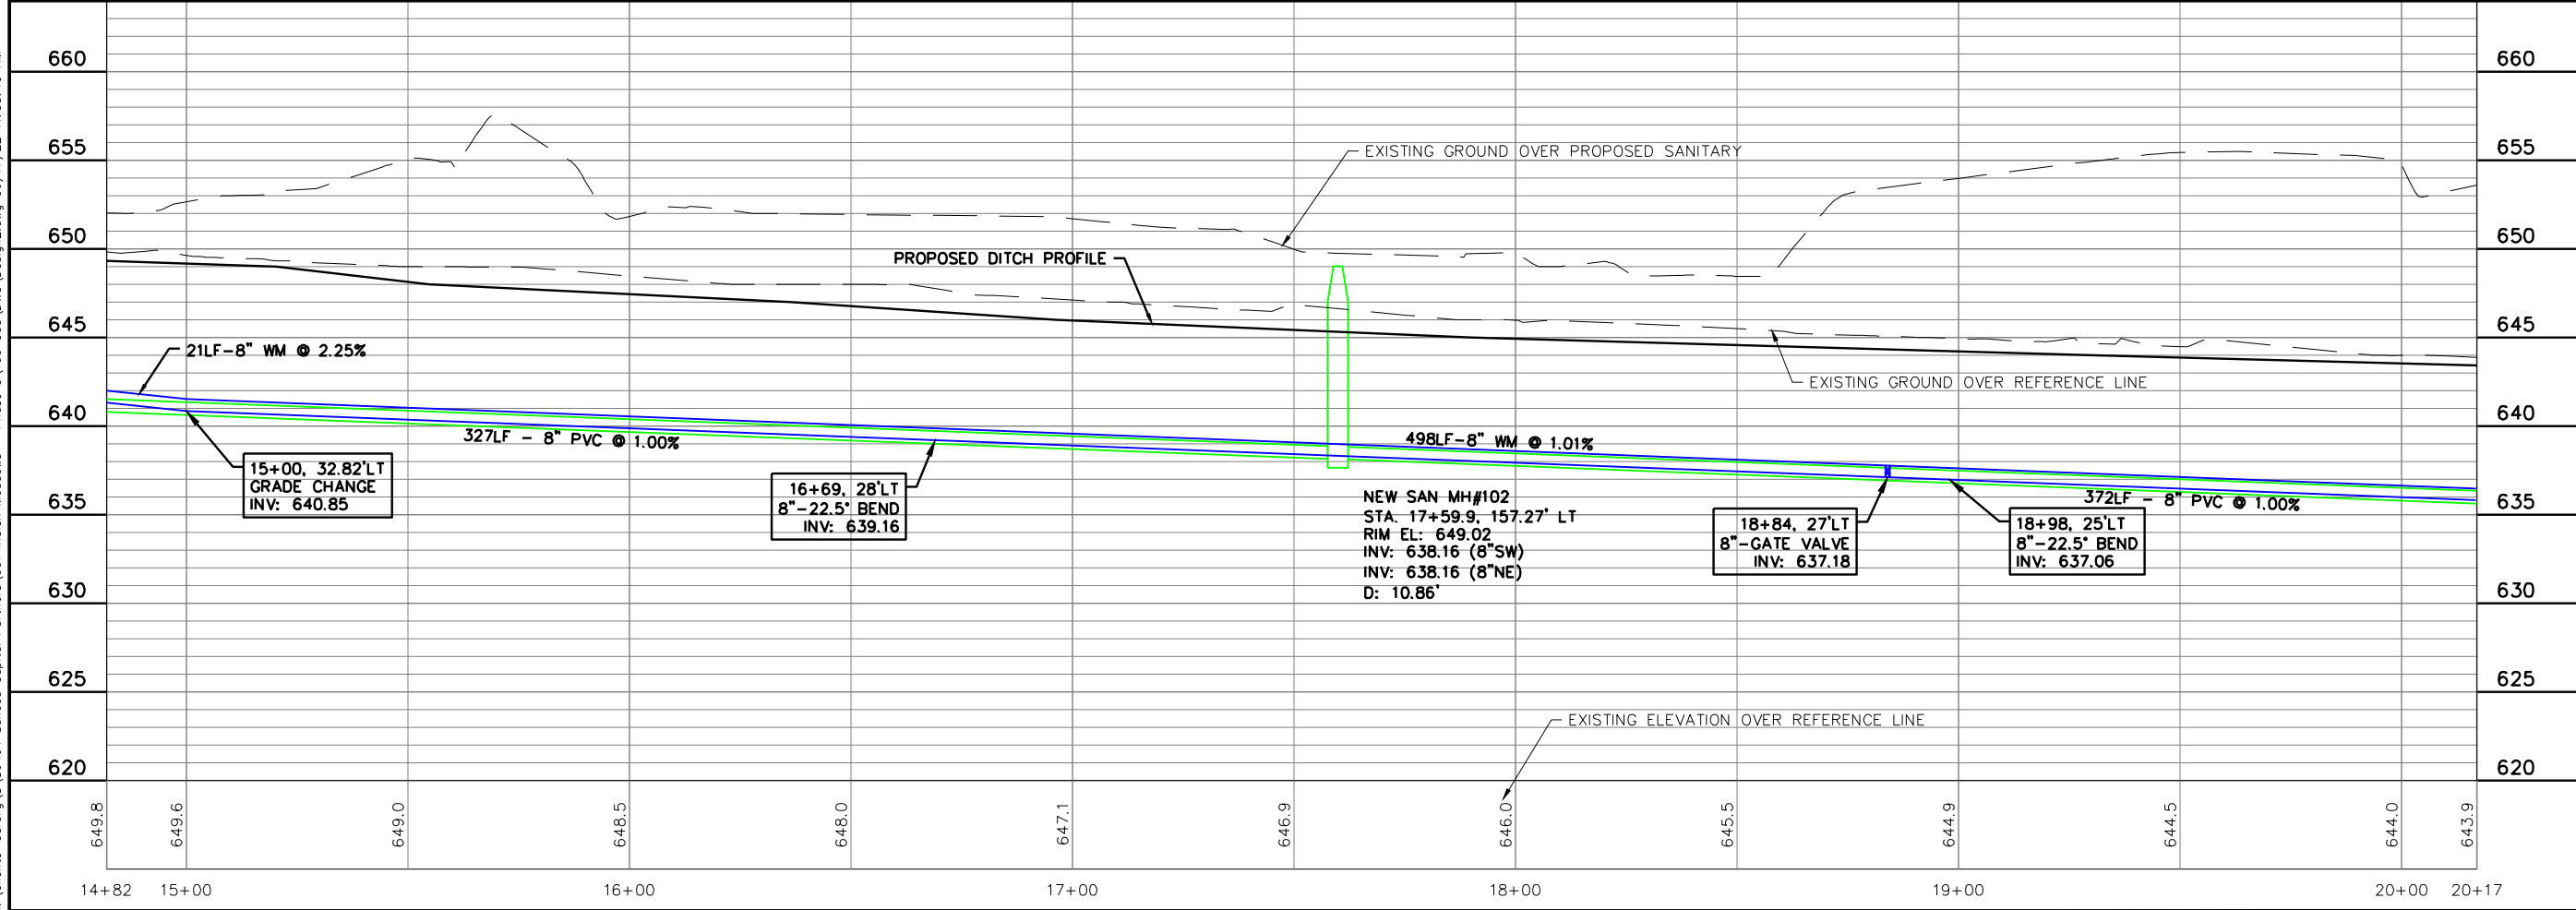 660
660
655
655
EXISTING GROUND OVER PROPOSED SANITARY
650
650
PROPOSED DITCH PROFILE
645
645
21LF-8" WM @ 2.25%
EXISTING GROUND OVER REFERENCE LINE
640
640
327LF - 8" PVC @ 1.00%
498LF-8" WM @ 1.01%
15+00, 32.82'LT
GRADE CHANGE
INV: 640.85
16+69, 28'LT
8"-22.5° BEND
INV: 639.16
635
635
NEW SAN MH#102
STA. 17+59.9, 157.27' LT
RIM EL: 649.02
INV: 638.16 (8"SW)
INV: 638.16 (8"NE)
D: 10.86'
372LF - 8" PVC @ 1.00%
18+84, 27'LT
8"-GATE VALVE
INV: 637.18
18+98, 25'LT
8"-22.5° BEND
INV: 637.06
630
630
625
625
EXISTING ELEVATION OVER REFERENCE LINE
620
620
649.8
649.6
649.0
648.5
648.0
647.1
646.9
646.0
645.5
644.9
644.5
644.0
643.9
14+82
15+00
16+00
17+00
18+00
19+00
20+00
20+17